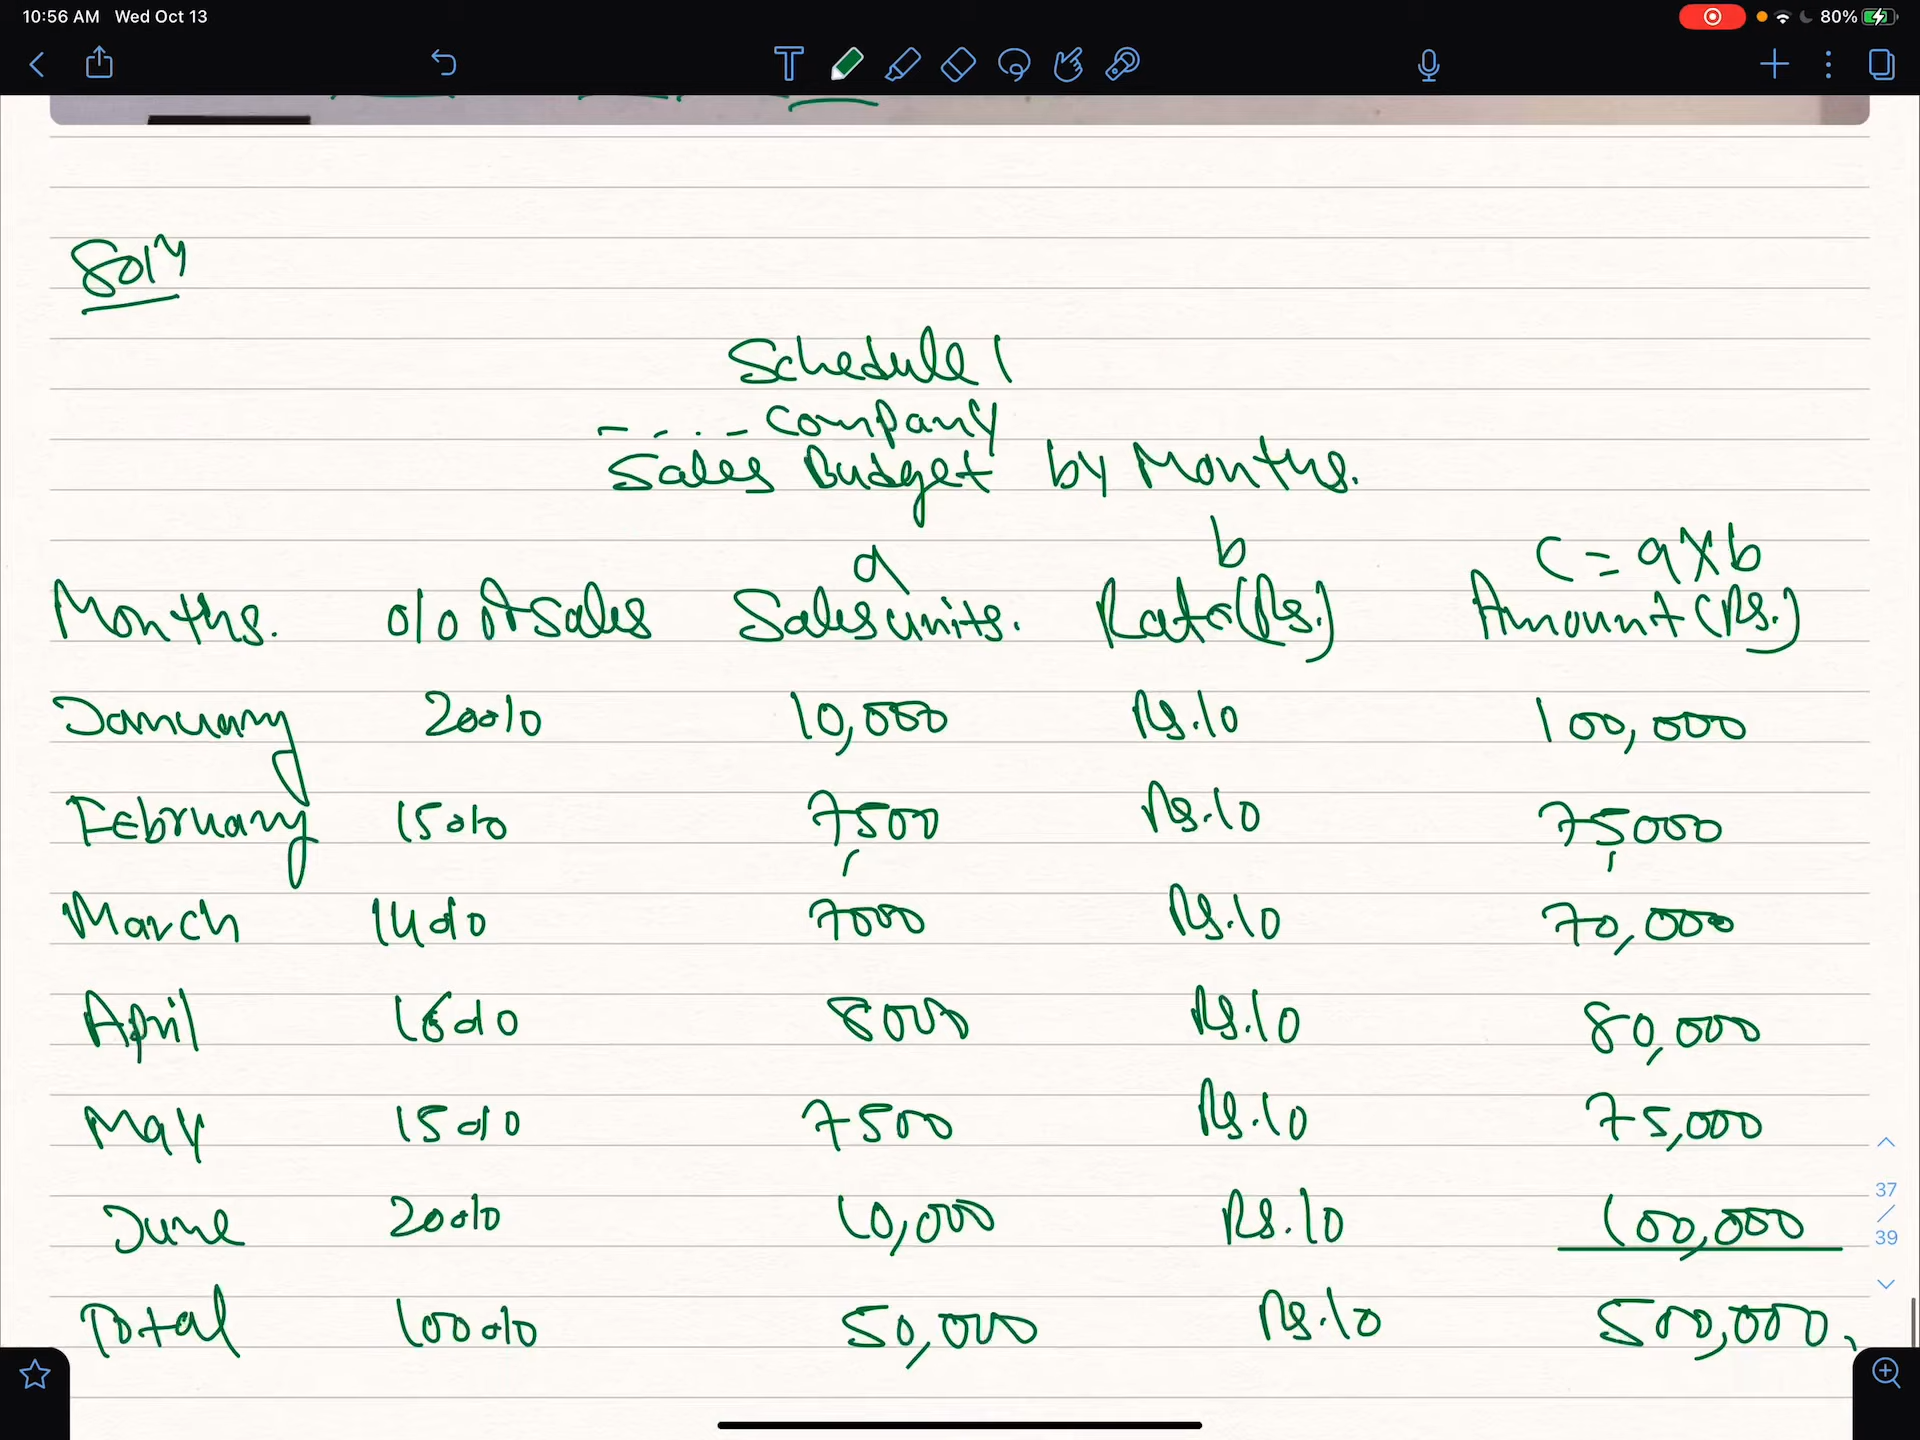 10:56 AM Wed Oct 13
80%
Soln
Schedule 1
- - . . - Company
Sales Budget by Months.
a b c = a x b
Months. % of Sales Sales units. Rate (Rs.) Amount (Rs.)
January 20% 10,000 Rs.10 100,000
February 15% 7,500 Rs.10 75,000
March 14% 7000 Rs.10 70,000
April 16% 8000 Rs.10 80,000
May 15% 7500 Rs.10 75,000
June 20% 10,000 Rs.10 100,000
37
/
39
Total 100% 50,000 Rs.10 500,000.